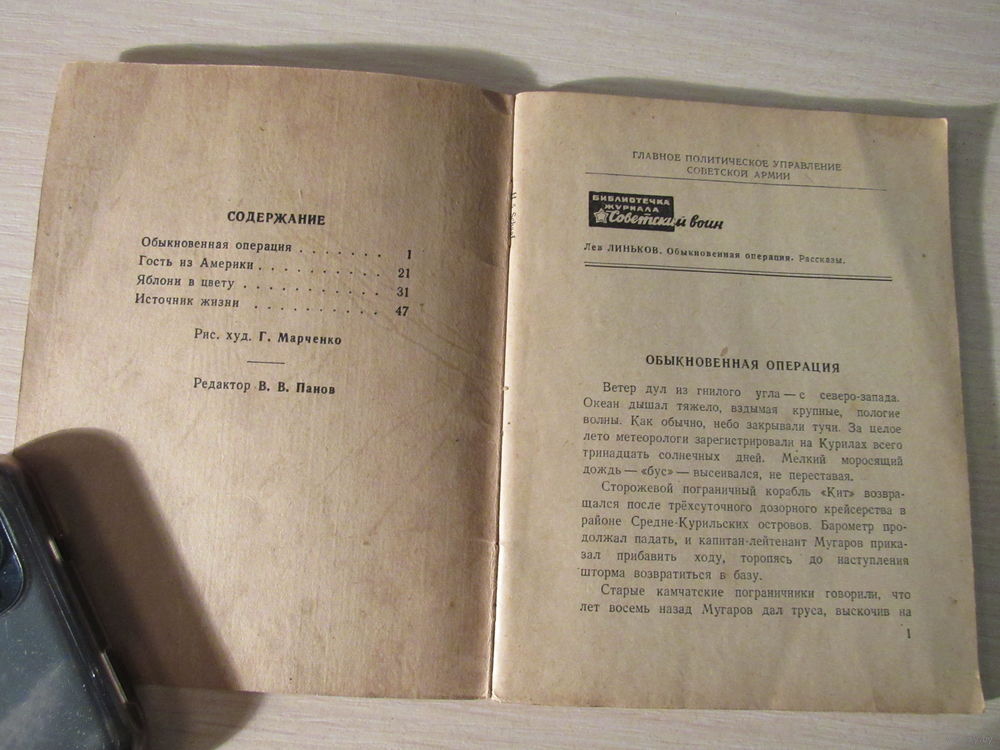 СОДЕРЖАНИЕ
Обыкновенная операция . . . . . . . 1
Гость из Америки . . . . . . . . . 21
Яблони в цвету . . . . . . . . . . 31
Источник жизни . . . . . . . . . . 47
Рис. худ. Г. Марченко
Редактор В. В. Панов
ГЛАВНОЕ ПОЛИТИЧЕСКОЕ УПРАВЛЕНИЕ
СОВЕТСКОЙ АРМИИ
БИБЛИОТЕЧКА
ЖУРНАЛА
Советский воин
Лев ЛИНЬКОВ. Обыкновенная операция. Рассказы.
ОБЫКНОВЕННАЯ ОПЕРАЦИЯ
Ветер дул из гнилого угла — с северо-запада.
Океан дышал тяжело, вздымая крупные, пологие
волны. Как обычно, небо закрывали тучи. За целое
лето метеорологи зарегистрировали на Курилах всего
тринадцать солнечных дней. Мелкий моросящий
дождь — «бус» — высеивался, не переставая.
Сторожевой пограничный корабль «Кит» возвра-
щался после трёхсуточного дозорного крейсерства в
районе Средне-Курильских островов. Барометр про-
должал падать, и капитан-лейтенант Мугаров прика-
зал прибавить ходу, торопясь до наступления
шторма возвратиться в базу.
Старые камчатские пограничники говорили, что
лет восемь назад Мугаров дал труса, выскочив на
1